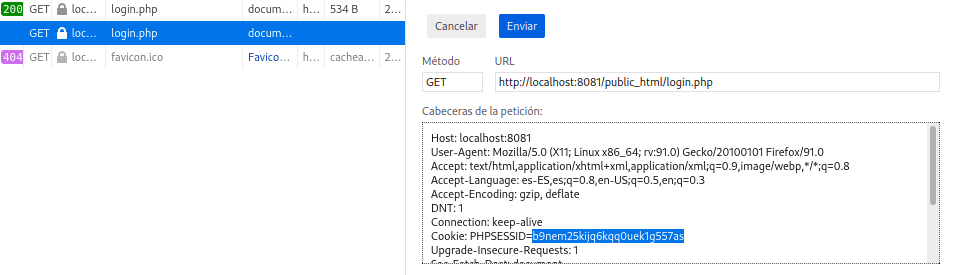 200 GET loc... login.php docum... h... 534 B 2...
GET loc... login.php docum...
404 GET loc... favicon.ico Favico... h... cachea... 2...
Cancelar Enviar
Método URL
GET http://localhost:8081/public_html/login.php
Cabeceras de la petición:
Host: localhost:8081
User-Agent: Mozilla/5.0 (X11; Linux x86_64; rv:91.0) Gecko/20100101 Firefox/91.0
Accept: text/html,application/xhtml+xml,application/xml;q=0.9,image/webp,*/*;q=0.8
Accept-Language: es-ES,es;q=0.8,en-US;q=0.5,en;q=0.3
Accept-Encoding: gzip, deflate
DNT: 1
Connection: keep-alive
Cookie: PHPSESSID=b9nem25kijq6kqq0uek1g557as
Upgrade-Insecure-Requests: 1